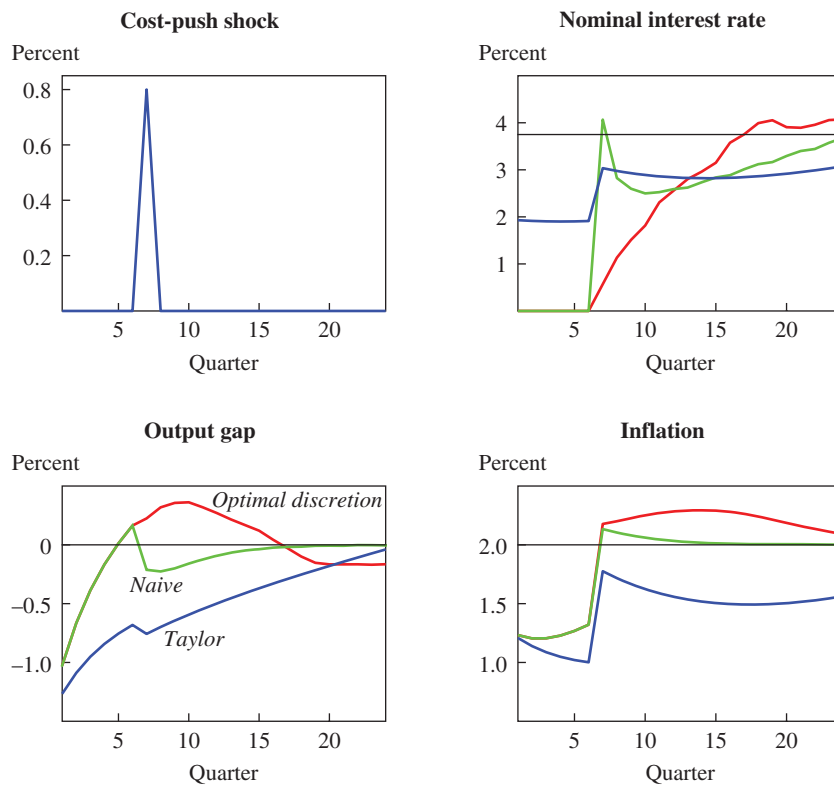 Cost-push shock
Percent
0.8
0.6
0.4
0.2
5 10 15 20
Quarter
Nominal interest rate
Percent
4
3
2
1
5 10 15 20
Quarter
Output gap
Percent
0
–0.5
–1.0
Optimal discretion
Naive
Taylor
5 10 15 20
Quarter
Inflation
Percent
2.0
1.5
1.0
5 10 15 20
Quarter